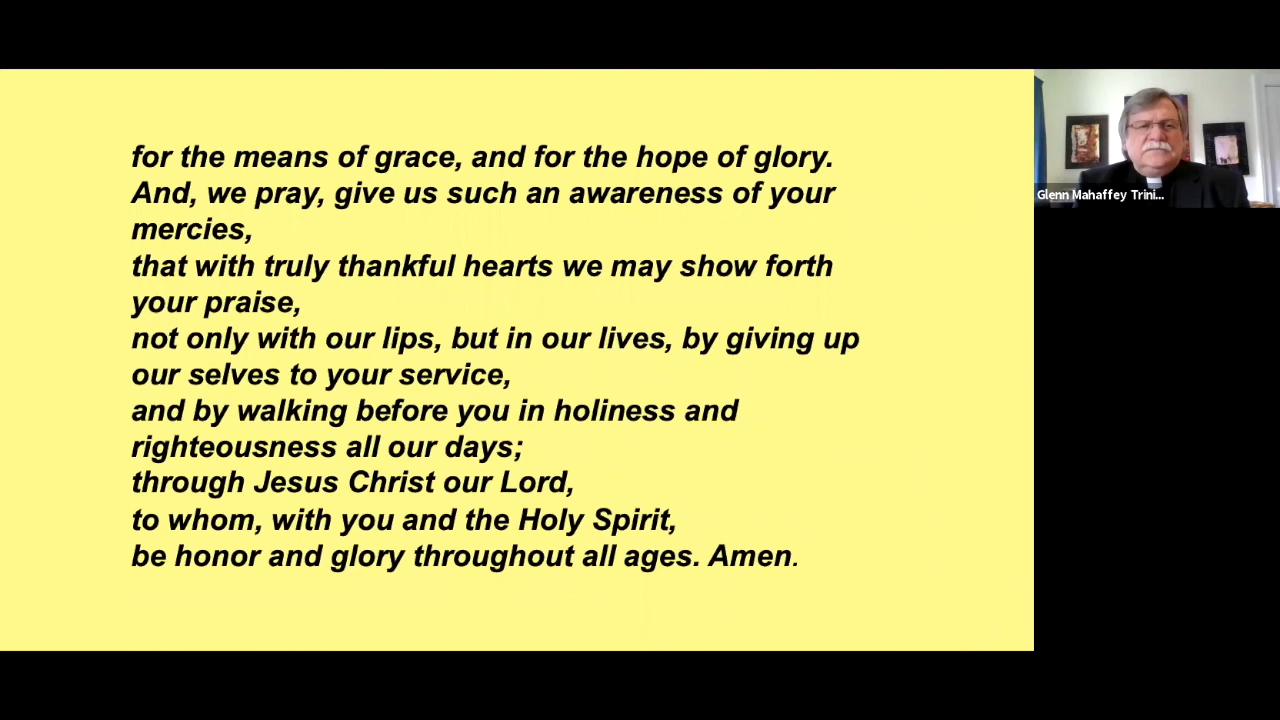 for the means of grace, and for the hope of glory.
And, we pray, give us such an awareness of your
mercies,
that with truly thankful hearts we may show forth
your praise,
not only with our lips, but in our lives, by giving up
our selves to your service,
and by walking before you in holiness and
righteousness all our days;
through Jesus Christ our Lord,
to whom, with you and the Holy Spirit,
be honor and glory throughout all ages. Amen.
Glenn Mahaffey Trini...